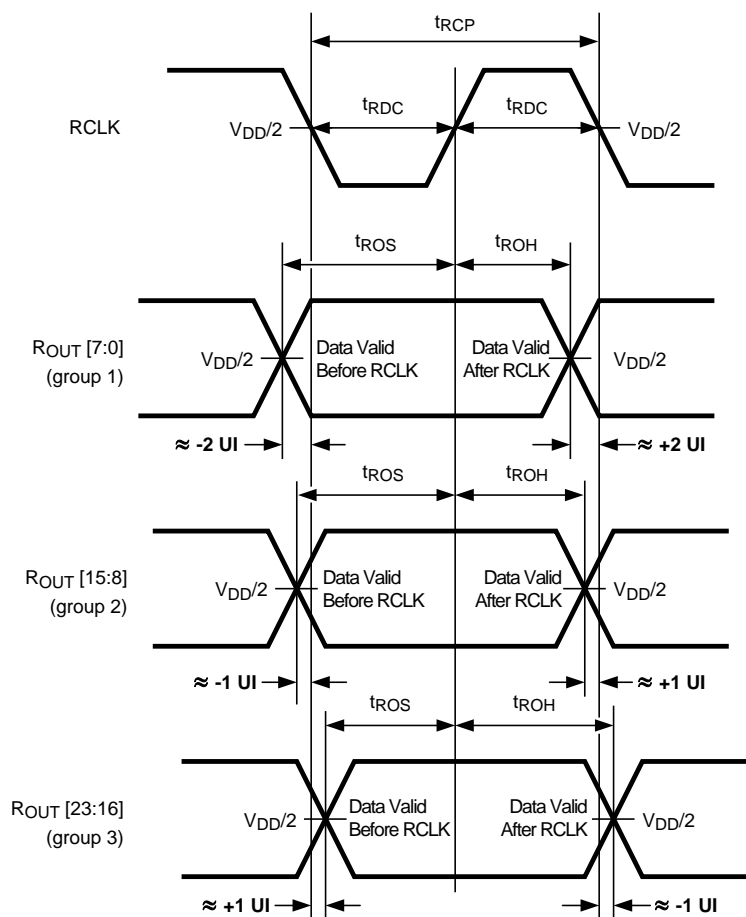 tRCP
RCLK
VDD/2
tRDC
tRDC
VDD/2
tROS
tROH
ROUT [7:0]
(group 1)
VDD/2
Data Valid
Before RCLK
Data Valid
After RCLK
VDD/2
≈ -2 UI
≈ +2 UI
tROS
tROH
ROUT [15:8]
(group 2)
VDD/2
Data Valid
Before RCLK
Data Valid
After RCLK
VDD/2
≈ -1 UI
≈ +1 UI
tROS
tROH
ROUT [23:16]
(group 3)
VDD/2
Data Valid
Before RCLK
Data Valid
After RCLK
VDD/2
≈ +1 UI
≈ -1 UI